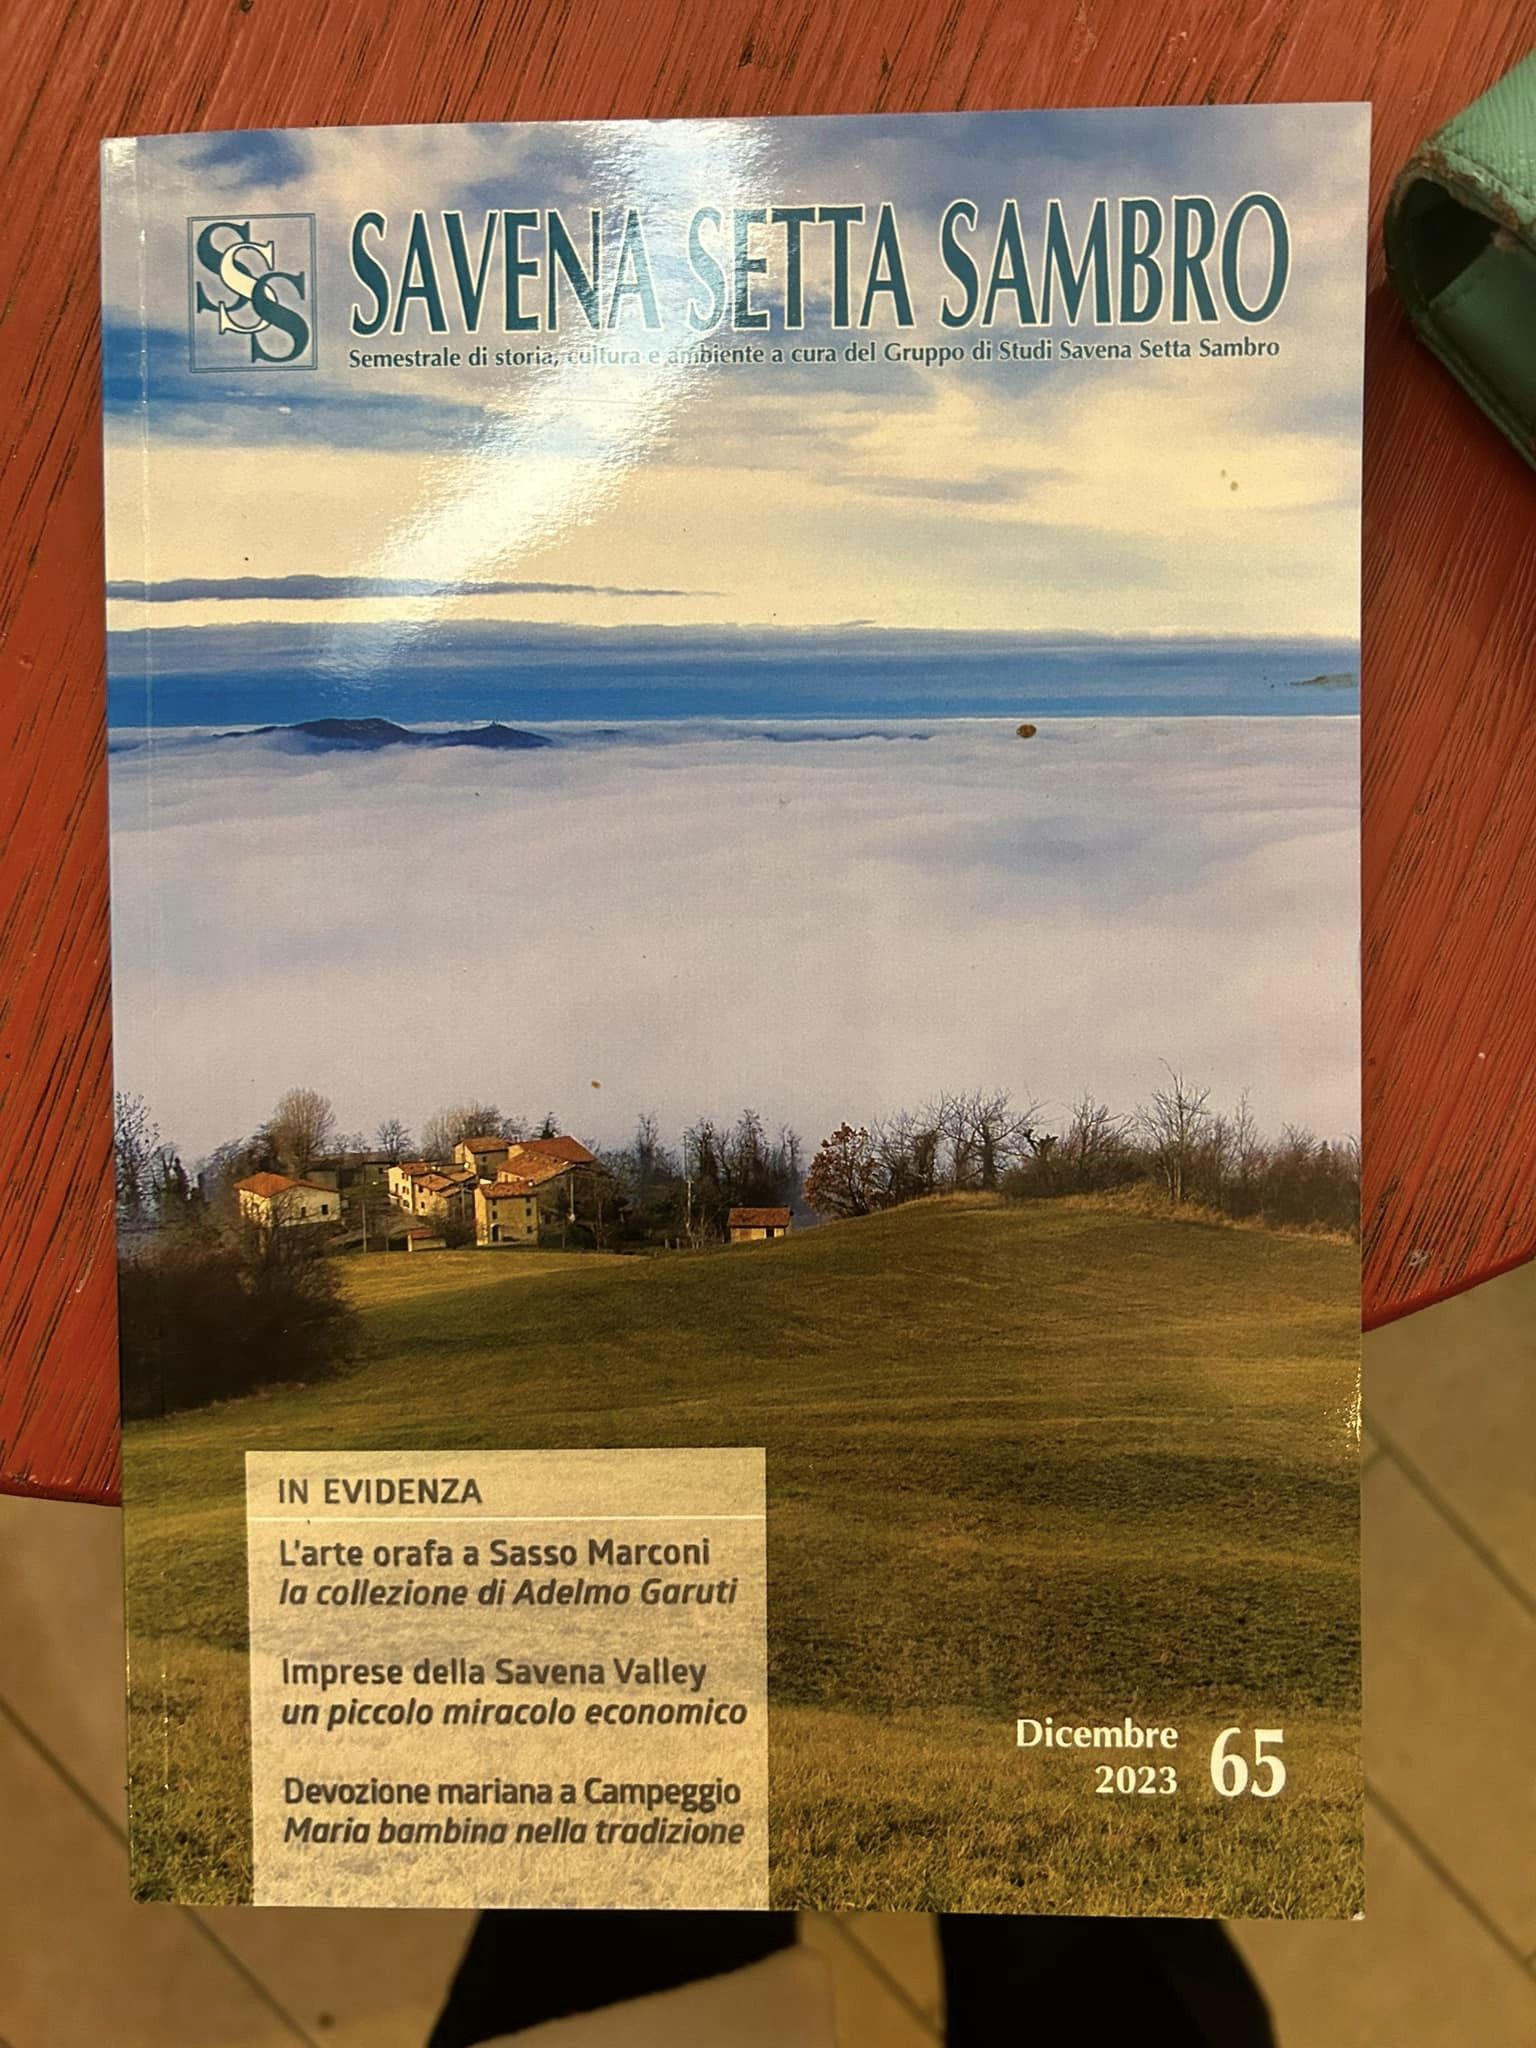 SSS
SAVENA SETTA SAMBRO
Semestrale di storia, cultura e ambiente a cura del Gruppo di Studi Savena Setta Sambro
IN EVIDENZA
L'arte orafa a Sasso Marconi
la collezione di Adelmo Garuti
Imprese della Savena Valley
un piccolo miracolo economico
Devozione mariana a Campeggio
Maria bambina nella tradizione
Dicembre
2023
65